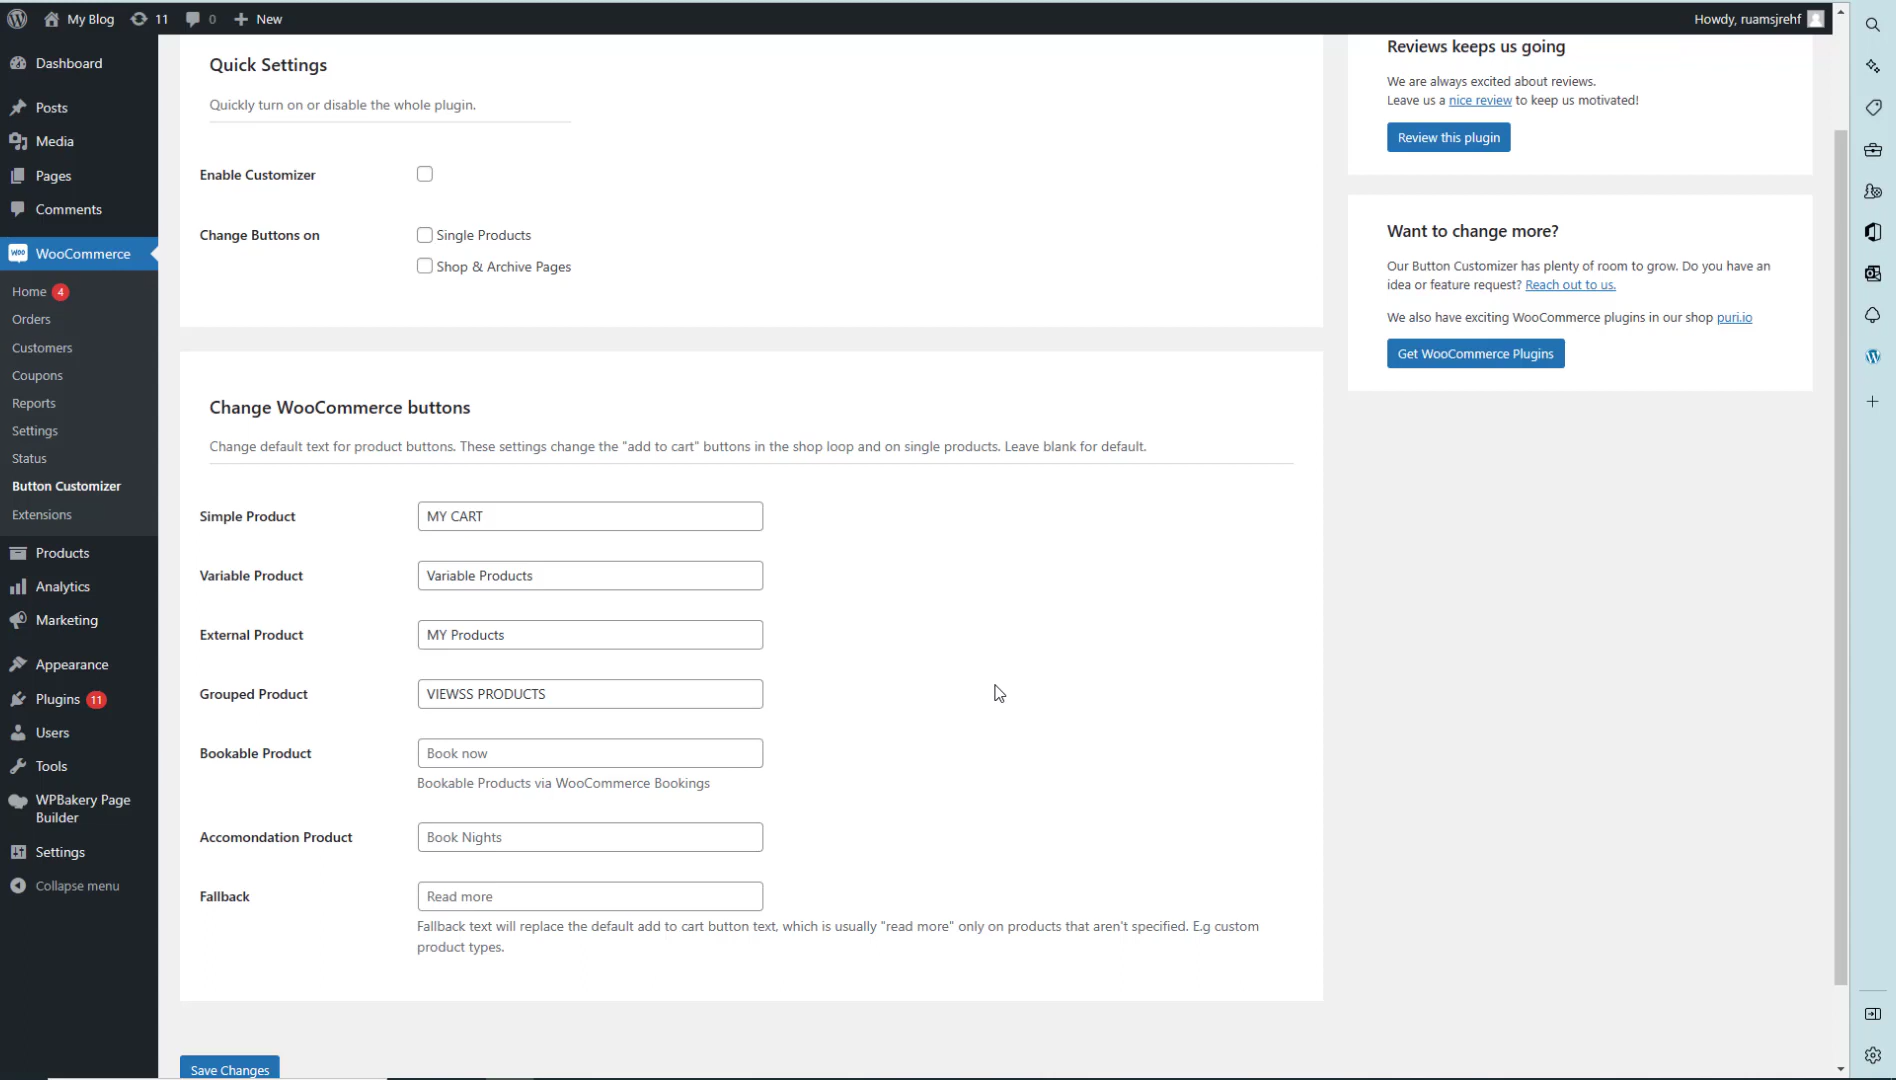 My Blog
11
0
New
Howdy, ruamsjrehf
Dashboard
Posts
Media
Pages
Comments
WooCommerce
Home 4
Orders
Customers
Coupons
Reports
Settings
Status
Button Customizer
Extensions
Products
Analytics
Marketing
Appearance
Plugins 11
Users
Tools
WPBakery Page
Builder
Settings
Collapse menu
Quick Settings
Quickly turn on or disable the whole plugin.
Enable Customizer
Change Buttons on
Single Products
Shop & Archive Pages
Change WooCommerce buttons
Change default text for product buttons. These settings change the "add to cart" buttons in the shop loop and on single products. Leave blank for default.
Simple Product
MY CART
Variable Product
Variable Products
External Product
MY Products
Grouped Product
VIEWSS PRODUCTS
Bookable Product
Book now
Bookable Products via WooCommerce Bookings
Accomondation Product
Book Nights
Fallback
Read more
Fallback text will replace the default add to cart button text, which is usually "read more" only on products that aren't specified. E.g custom
product types.
Save Changes
Reviews keeps us going
We are always excited about reviews.
Leave us a nice review to keep us motivated!
Review this plugin
Want to change more?
Our Button Customizer has plenty of room to grow. Do you have an
idea or feature request? Reach out to us.
We also have exciting WooCommerce plugins in our shop puri.io
Get WooCommerce Plugins